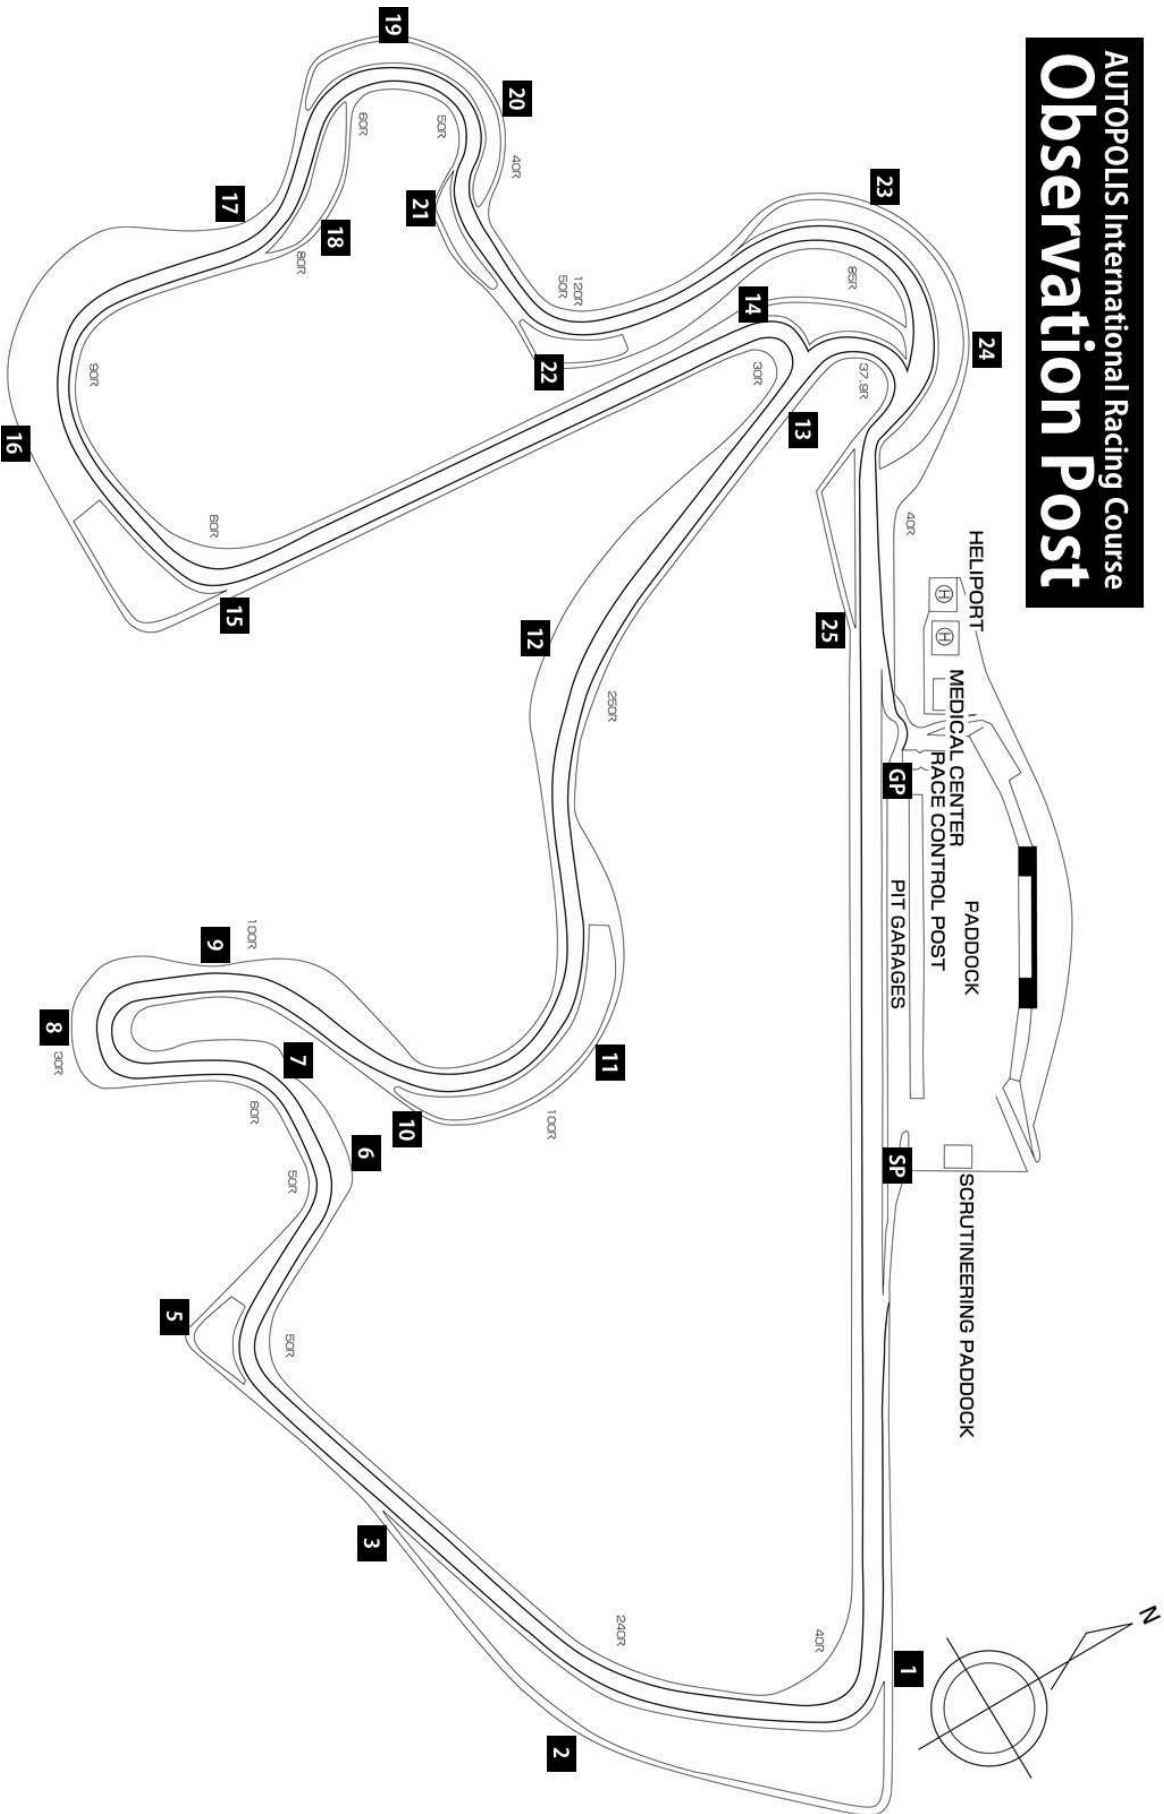 AUTOPOLIS International Racing Course
Observation Post
HELIPORT
H
H
MEDICAL CENTER
RACE CONTROL POST
PADDOCK
PIT GARAGES
SCRUTINEERING PADDOCK
GP
SP
N
1
40R
2
240R
3
5
50R
50R
6
60R
7
8
30R
9
100R
10
100R
11
250R
12
13
37.9R
30R
14
15
60R
16
90R
17
80R
18
60R
19
50R
20
40R
21
120R
50R
22
85R
23
24
40R
25